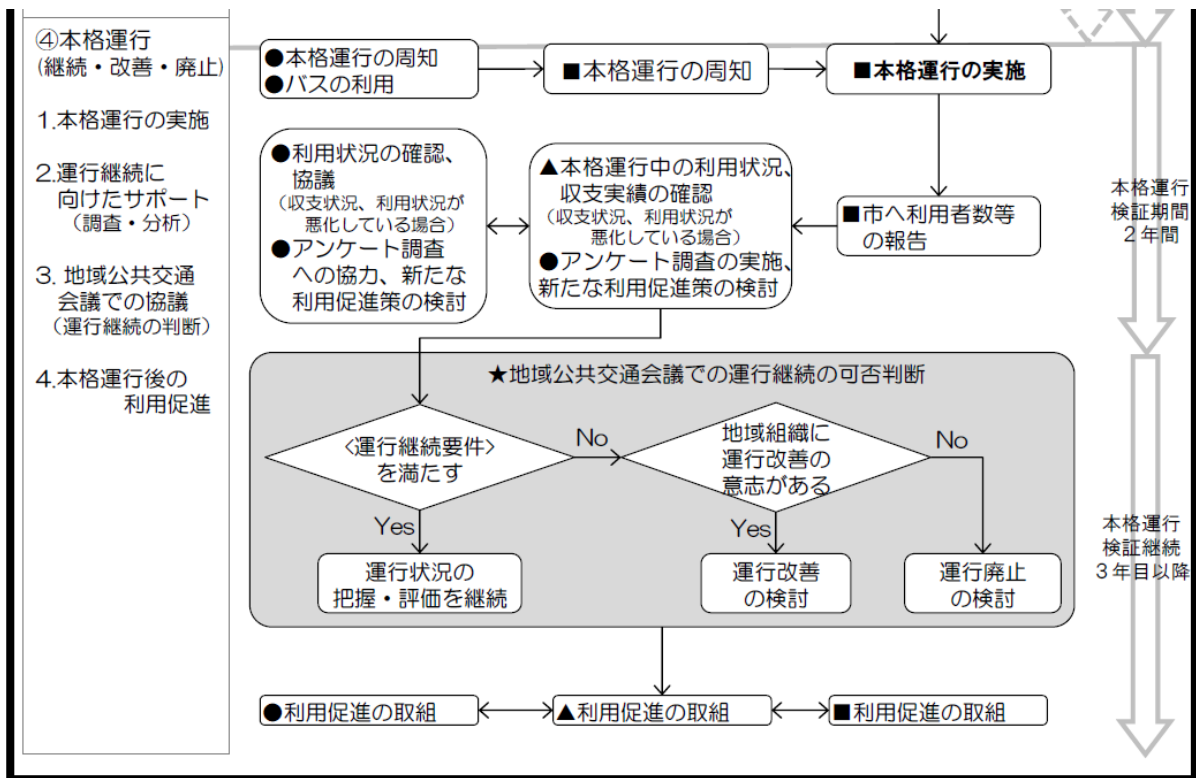 ④本格運行
(継続・改善・廃止)
1.本格運行の実施
2.運行継続に
向けたサポート
（調査・分析）
3. 地域公共交通
会議での協議
（運行継続の判断）
4.本格運行後の
利用促進
●本格運行の周知
●バスの利用
■本格運行の周知
■本格運行の実施
●利用状況の確認、
協議
（収支状況、利用状況が
悪化している場合）
●アンケート調査
への協力、新たな
利用促進策の検討
▲本格運行中の利用状況、
収支実績の確認
（収支状況、利用状況が
悪化している場合）
●アンケート調査の実施、
新たな利用促進策の検討
■市へ利用者数等
の報告
本格運行
検証期間
２年間
★地域公共交通会議での運行継続の可否判断
〈運行継続要件〉
を満たす
No
地域組織に
運行改善の
意志がある
No
Yes
Yes
運行状況の
把握・評価を継続
運行改善
の検討
運行廃止
の検討
本格運行
検証継続
３年目以降
●利用促進の取組
▲利用促進の取組
■利用促進の取組